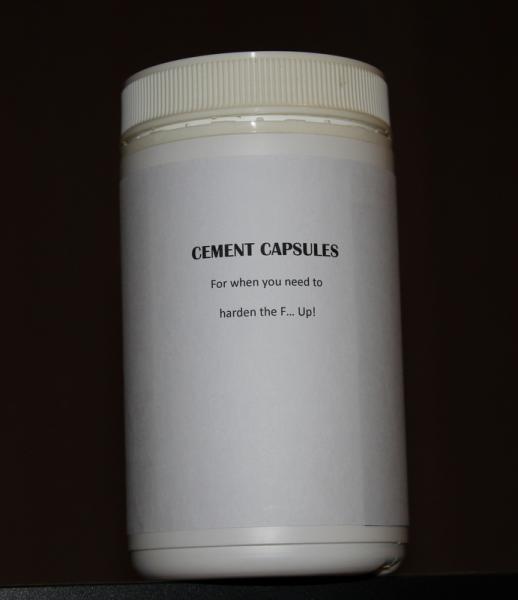 CEMENT CAPSULES
For when you need to
harden the F... Up!